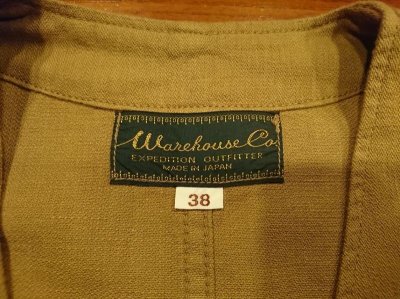 Warehouse Co
EXPEDITION OUTFITTER
MADE IN JAPAN
38